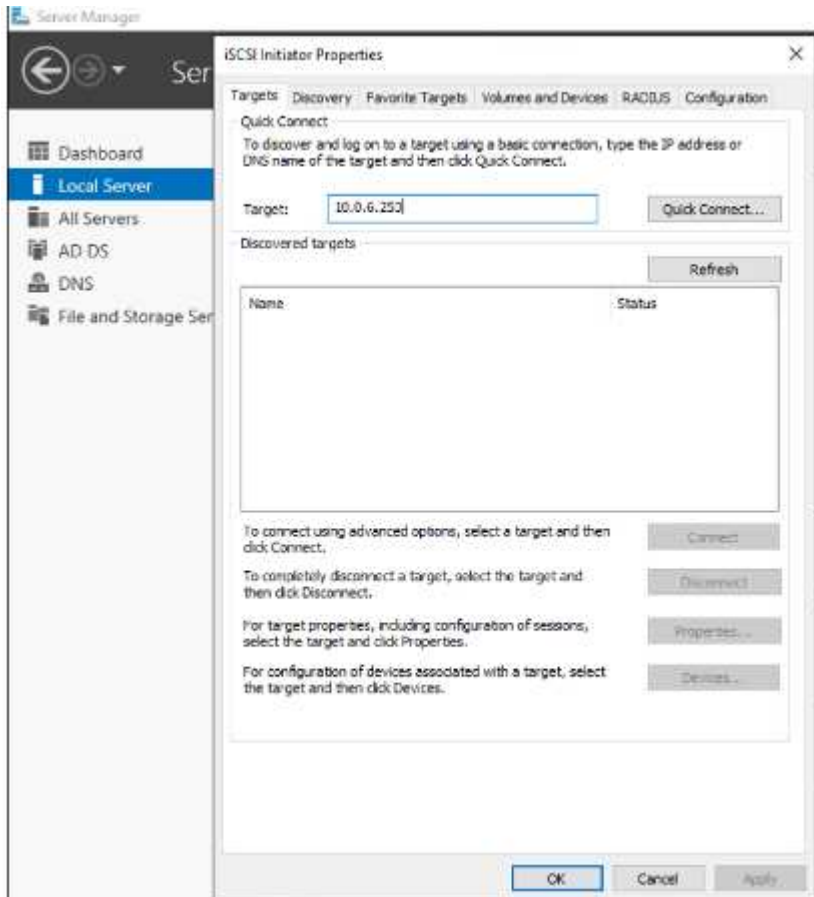 Server Manager
Ser
iSCSI Initiator Properties
Targets Discovery Favorite Targets Volumes and Devices RADIUS Configuration
Quick Connect
To discover and log on to a target using a basic connection, type the IP address or
DNS name of the target and then click Quick Connect.
Target: 10.0.6.253 Quick Connect...
Dashboard
Local Server
All Servers
AD DS
DNS
File and Storage Ser
Discovered targets
Refresh
Name Status
To connect using advanced options, select a target and then
click Connect.
Connect
To completely disconnect a target, select the target and
then click Disconnect.
Disconnect
For target properties, including configuration of sessions,
select the target and click Properties.
Properties...
For configuration of devices associated with a target, select
the target and then click Devices.
Devices...
OK Cancel Apply